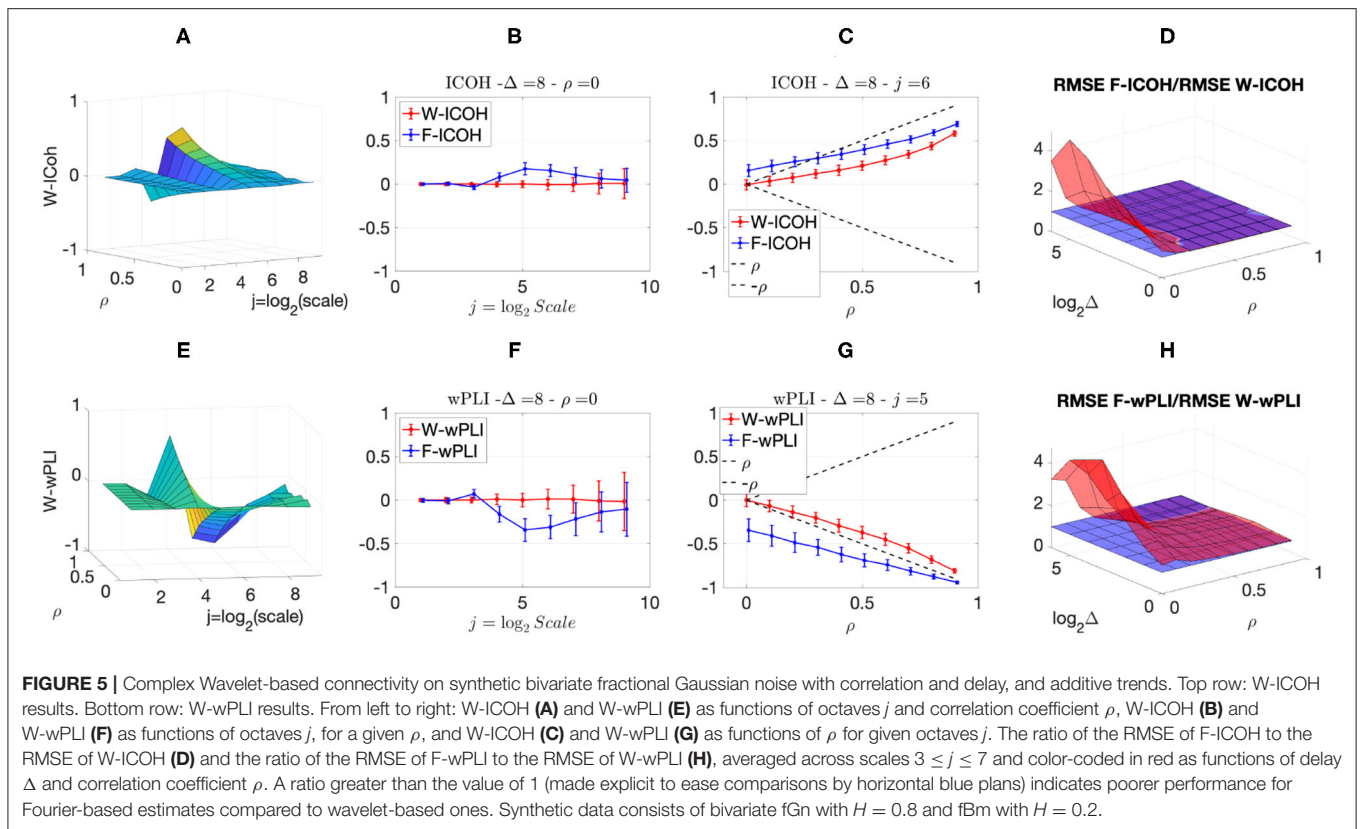 A
B
C
D
W-ICoh
1
0
-1
1
0.5
0
ρ
2
4
6
8
j=log2(scale)
ICOH -Δ =8 - ρ =0
W-ICOH
F-ICOH
1
0.5
0
-0.5
-1
0
5
10
j = log2 Scale
ICOH -Δ =8 - j =6
1
0.5
0
-0.5
-1
W-ICOH
F-ICOH
ρ
-ρ
0
0.5
1
ρ
RMSE F-ICOH/RMSE W-ICOH
4
2
0
5
0
log2Δ
0
0.5
1
ρ
E
F
G
H
W-wPLI
1
0
-1
1
0.5
0
ρ
2
4
6
8
j=log2(scale)
wPLI -Δ =8 - ρ =0
W-wPLI
F-wPLI
1
0.5
0
-0.5
-1
0
5
10
j = log2 Scale
wPLI - Δ =8 - j =5
W-wPLI
F-wPLI
ρ
-ρ
1
0.5
0
-0.5
-1
0
0.5
1
ρ
RMSE F-wPLI/RMSE W-wPLI
4
2
0
5
0
log2Δ
0
0.5
1
ρ
FIGURE 5 | Complex Wavelet-based connectivity on synthetic bivariate fractional Gaussian noise with correlation and delay, and additive trends. Top row: W-ICOH
results. Bottom row: W-wPLI results. From left to right: W-ICOH (A) and W-wPLI (E) as functions of octaves j and correlation coefficient ρ, W-ICOH (B) and
W-wPLI (F) as functions of octaves j, for a given ρ, and W-ICOH (C) and W-wPLI (G) as functions of ρ for given octaves j. The ratio of the RMSE of F-ICOH to the
RMSE of W-ICOH (D) and the ratio of the RMSE of F-wPLI to the RMSE of W-wPLI (H), averaged across scales 3 ≤ j ≤ 7 and color-coded in red as functions of delay
Δ and correlation coefficient ρ. A ratio greater than the value of 1 (made explicit to ease comparisons by horizontal blue plans) indicates poorer performance for
Fourier-based estimates compared to wavelet-based ones. Synthetic data consists of bivariate fGn with H = 0.8 and fBm with H = 0.2.